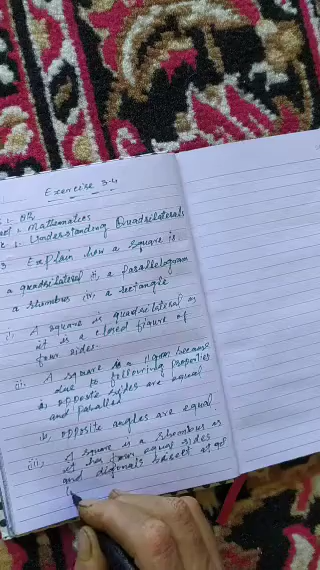 Exercise 3.4
Mathematics
Understanding Quadrilaterals
Explain how a square is
a quadrilateral ii, a parallelogram
a rhombus iv, a rectangle
i, A square is quadrilateral as
it is a closed figure of
four sides.
ii, A square is a llgram because
due to following properties
a, opposite sides are equal
and parallel
b, opposite angles are equal.
iii, A square is a rhombus as
it has four equal sides
and digonals bisect at 90